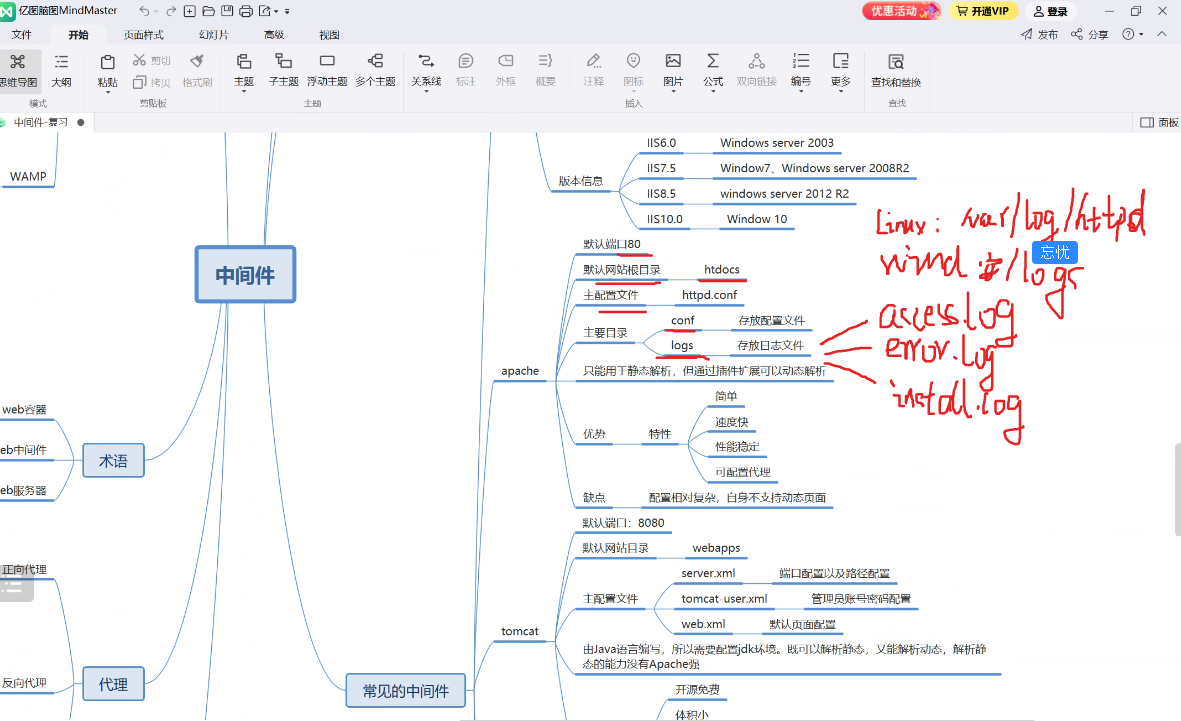 亿图脑图MindMaster
优惠活动
开通VIP
登录
文件
开始
页面样式
幻灯片
高级
视图
发布
分享
思维导图
大纲
模式
粘贴
剪切
拷贝
格式刷
剪贴板
主题
子主题
浮动主题
多个主题
主题
关系线
标注
外框
概要
注释
图标
图片
公式
双向链接
编号
更多
插入
查找和替换
查找
中间件-复习
面板
WAMP
中间件
web容器
eb中间件
eb服务器
术语
正向代理
反向代理
代理
常见的中间件
版本信息
IIS6.0 Windows server 2003
IIS7.5 Window7、Windows server 2008R2
IIS8.5 windows server 2012 R2
IIS10.0 Window 10
apache
默认端口80
默认网站根目录 htdocs
主配置文件 httpd.conf
主要目录
conf 存放配置文件
logs 存放日志文件
只能用于静态解析，但通过插件扩展可以动态解析
优势 特性
简单
速度快
性能稳定
可配置代理
缺点 配置相对复杂，自身不支持动态页面
tomcat
默认端口：8080
默认网站目录 webapps
主配置文件
server.xml 端口配置以及路径配置
tomcat-user.xml 管理员账号密码配置
web.xml 默认页面配置
由Java语言编写，所以需要配置jdk环境。既可以解析静态，又能解析动态，解析静
态的能力没有Apache强
开源免费
体积小
Linux: var/log/httpd
忘忧
/logs
access.log
error.log
install.log